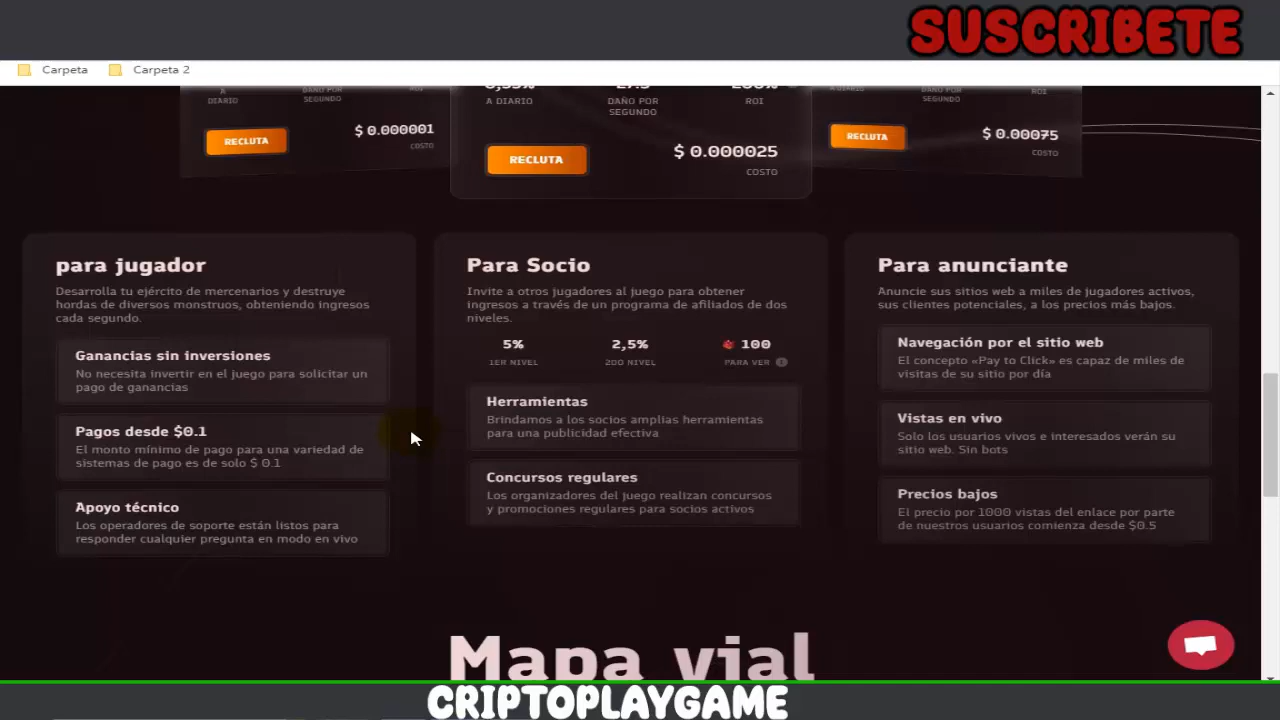 SUSCRIBETE
Carpeta
Carpeta 2
A
DIARIO
DAÑO POR
SEGUNDO
ROI
RECLUTA
$ 0.000001
COSTO
A DIARIO
DAÑO POR
SEGUNDO
ROI
RECLUTA
$ 0.000025
COSTO
A DIARIO
DAÑO POR
SEGUNDO
ROI
RECLUTA
$ 0.00075
COSTO
para jugador
Desarrolla tu ejército de mercenarios y destruye
hordas de diversos monstruos, obteniendo ingresos
cada segundo.
Ganancias sin inversiones
No necesita invertir en el juego para solicitar un
pago de ganancias
Pagos desde $0.1
El monto mínimo de pago para una variedad de
sistemas de pago es de solo $ 0.1
Apoyo técnico
Los operadores de soporte están listos para
responder cualquier pregunta en modo en vivo
Para Socio
Invite a otros jugadores al juego para obtener
ingresos a través de un programa de afiliados de dos
niveles.
5%
1ER NIVEL
2,5%
2DO NIVEL
100
PARA VER
Herramientas
Brindamos a los socios amplias herramientas
para una publicidad efectiva
Concursos regulares
Los organizadores del juego realizan concursos
y promociones regulares para socios activos
Para anunciante
Anuncie sus sitios web a miles de jugadores activos,
sus clientes potenciales, a los precios más bajos.
Navegación por el sitio web
El concepto «Pay to Click» es capaz de miles de
visitas de su sitio por día
Vistas en vivo
Solo los usuarios vivos e interesados verán su
sitio web. Sin bots
Precios bajos
El precio por 1000 vistas del enlace por parte
de nuestros usuarios comienza desde $0.5
Mapa vial
CRIPTOPLAYGAME